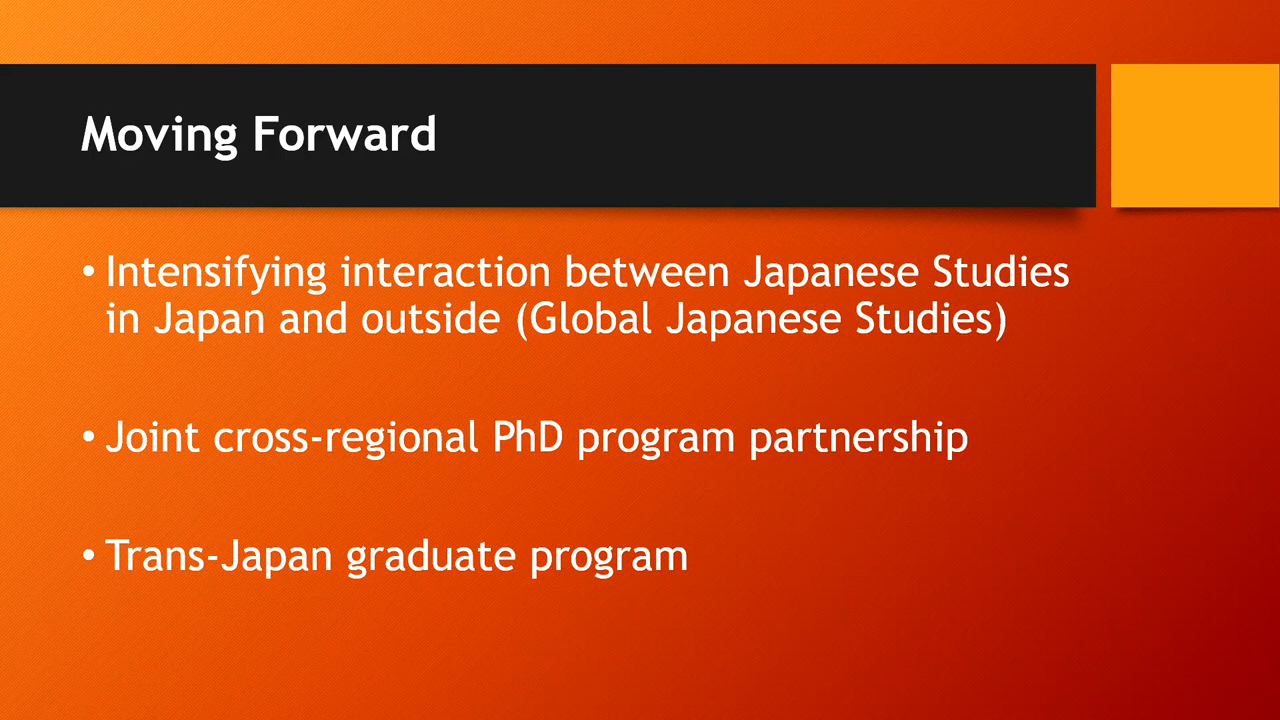 Moving Forward
• Intensifying interaction between Japanese Studies
in Japan and outside (Global Japanese Studies)
• Joint cross-regional PhD program partnership
• Trans-Japan graduate program